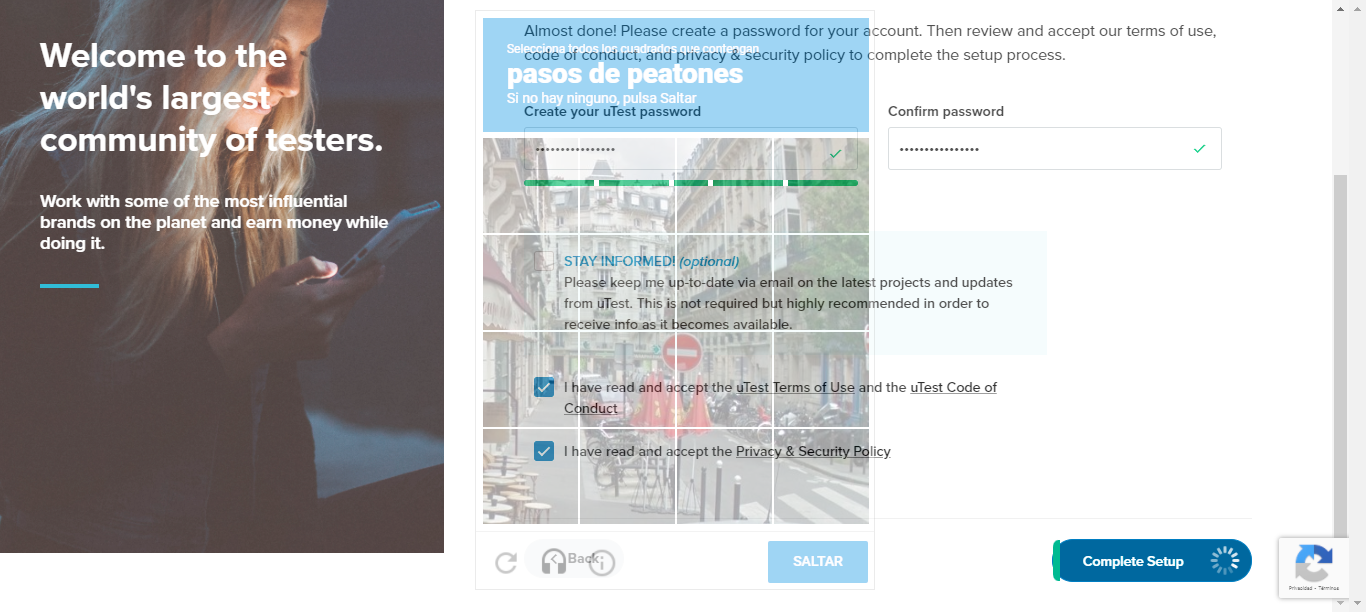 Welcome to the
world's largest
community of testers.
Work with some of the most influential
brands on the planet and earn money while
doing it.
Almost done! Please create a password for your account. Then review and accept our terms of use,
code of conduct, and privacy & security policy to complete the setup process.
Selecciona todos los cuadrados que contengan
pasos de peatones
Si no hay ninguno, pulsa Saltar
Create your uTest password
Confirm password
••••••••••••••••
••••••••••••••••
STAY INFORMED! (optional)
Please keep me up-to-date via email on the latest projects and updates
from uTest. This is not required but highly recommended in order to
receive info as it becomes available.
I have read and accept the uTest Terms of Use and the uTest Code of
Conduct
I have read and accept the Privacy & Security Policy
Back
SALTAR
Complete Setup
Privacidad - Términos